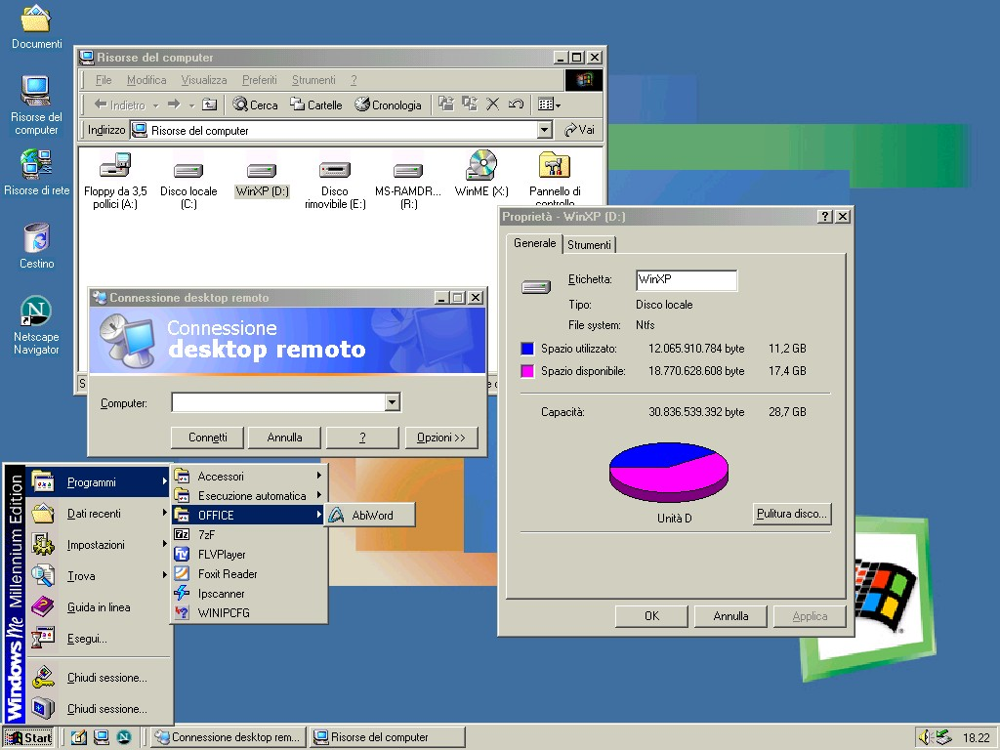 Documenti
Risorse del
computer
Risorse di rete
Cestino
Netscape
Navigator
Risorse del computer
File Modifica Visualizza Preferiti Strumenti ?
Indietro Cerca Cartelle Cronologia
Indirizzo Risorse del computer Vai
Floppy da 3,5
pollici (A:)
Disco locale
(C:)
WinXP (D:)
Disco
rimovibile (E:)
MS-RAMDR...
(R:)
WinME (X:)
Pannello di
controllo
Proprietà - WinXP (D:)
Generale Strumenti
Etichetta: WinXP
Tipo: Disco locale
File system: Ntfs
Spazio utilizzato: 12.065.910.784 byte 11,2 GB
Spazio disponibile: 18.770.628.608 byte 17,4 GB
Capacità: 30.836.539.392 byte 28,7 GB
Unità D
Pulitura disco...
OK Annulla Applica
Connessione desktop remoto
Connessione
desktop remoto
Computer:
Connetti Annulla ? Opzioni >>
Windows Me Millennium Edition
Programmi
Dati recenti
Impostazioni
Trova
Guida in linea
Esegui...
Chiudi sessione...
Chiudi sessione...
Accessori
Esecuzione automatica
OFFICE
7zF
FLVPlayer
Foxit Reader
Ipscanner
WINIPCFG
AbiWord
Start
Connessione desktop rem...
Risorse del computer
18.22